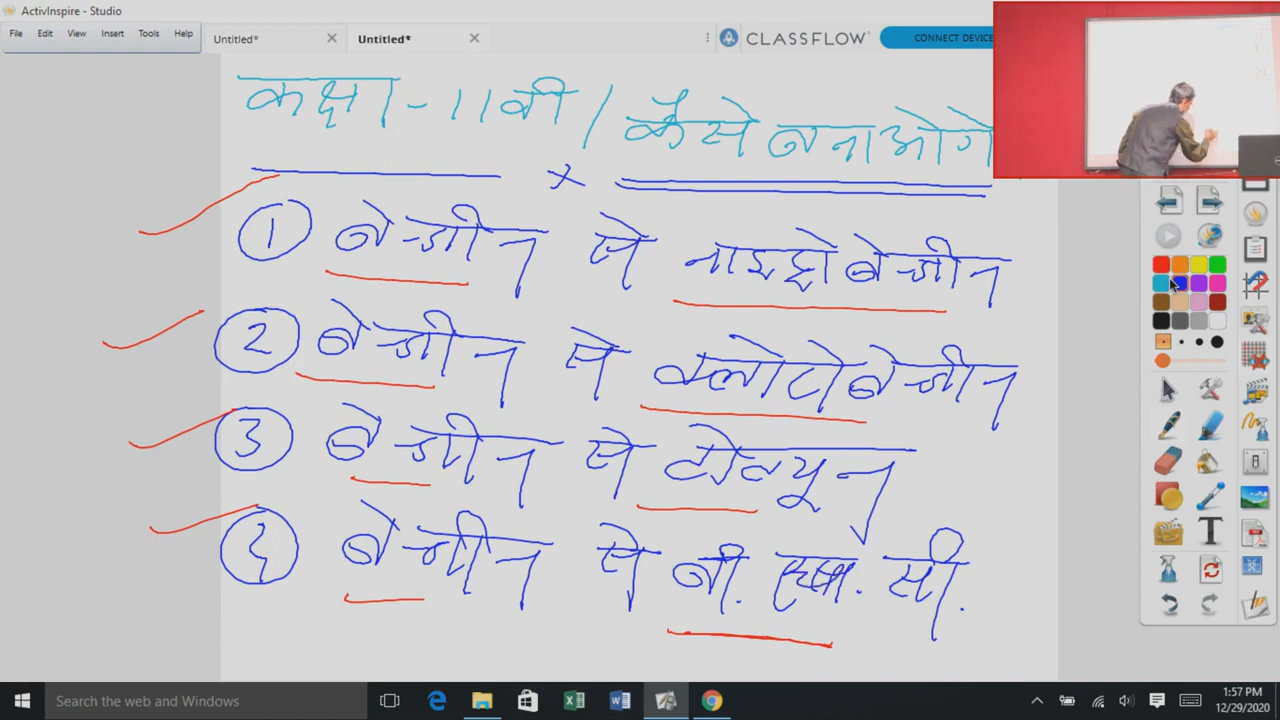 ActivInspire - Studio
File Edit View Insert Tools Help
Untitled* Untitled*
CLASSFLOW CONNECT DEVICE
कक्षा - 11वी / कैसे बनाओगे
1 बेन्जीन से नाइट्रोबेन्जीन
2 बेन्जीन से क्लोरोबेन्जीन
3 बेन्जीन से टोल्यून
4 बेन्जीन से बी. एच. सी.
Search the web and Windows
1:57 PM
12/29/2020